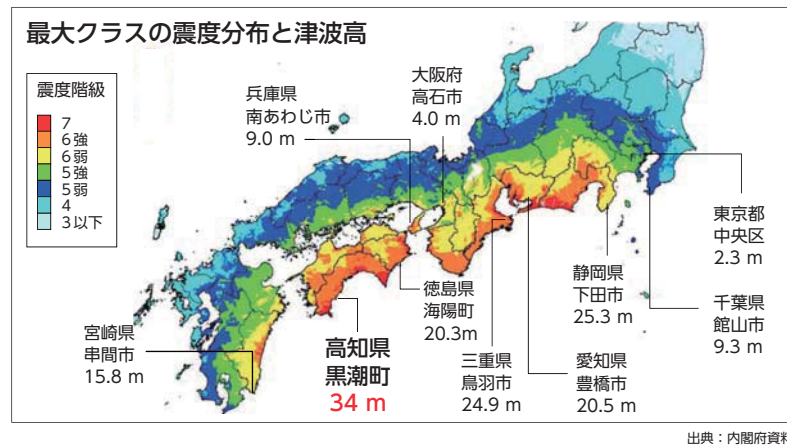 最大クラスの震度分布と津波高
震度階級
7
6強
6弱
5強
5弱
4
3以下
兵庫県
南あわじ市
9.0 m
大阪府
高石市
4.0 m
東京都
中央区
2.3 m
千葉県
館山市
9.3 m
静岡県
下田市
25.3 m
愛知県
豊橋市
20.5 m
三重県
鳥羽市
24.9 m
徳島県
海陽町
20.3m
高知県
黒潮町
34 m
宮崎県
串間市
15.8 m
出典：内閣府資料